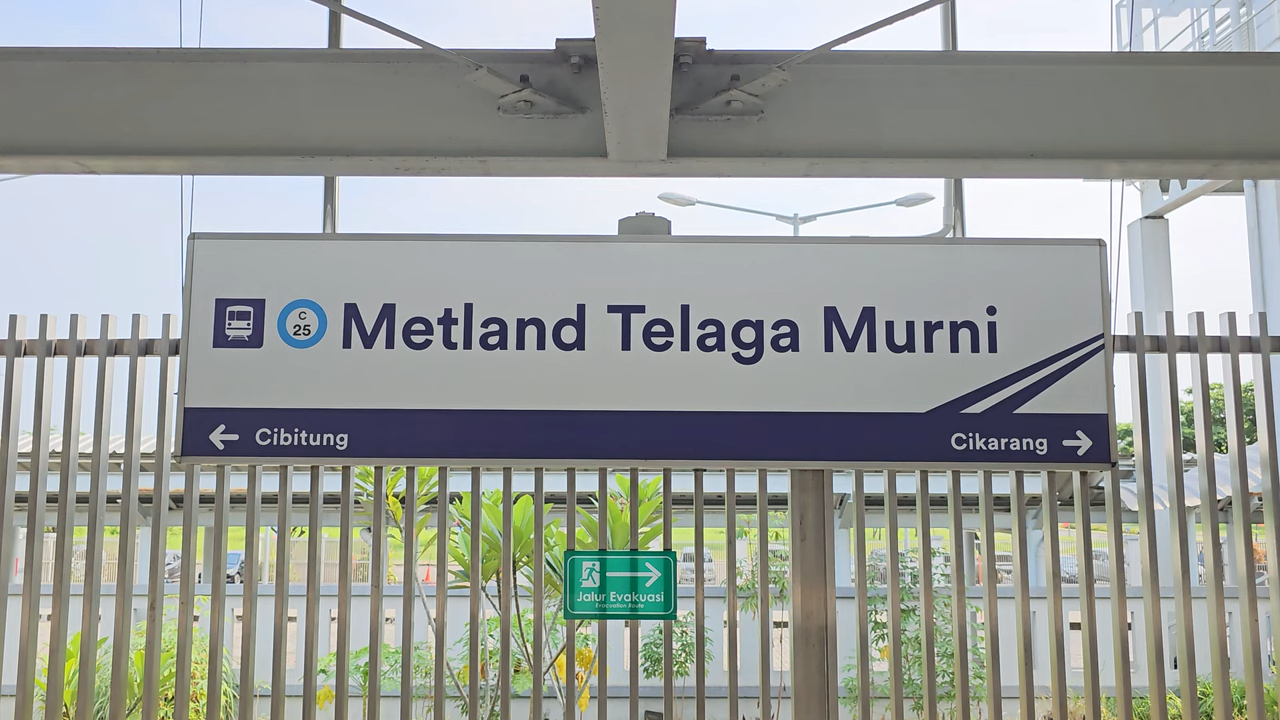 C
25
Metland Telaga Murni
← Cibitung
Cikarang →
Jalur Evakuasi
Evacuation Route